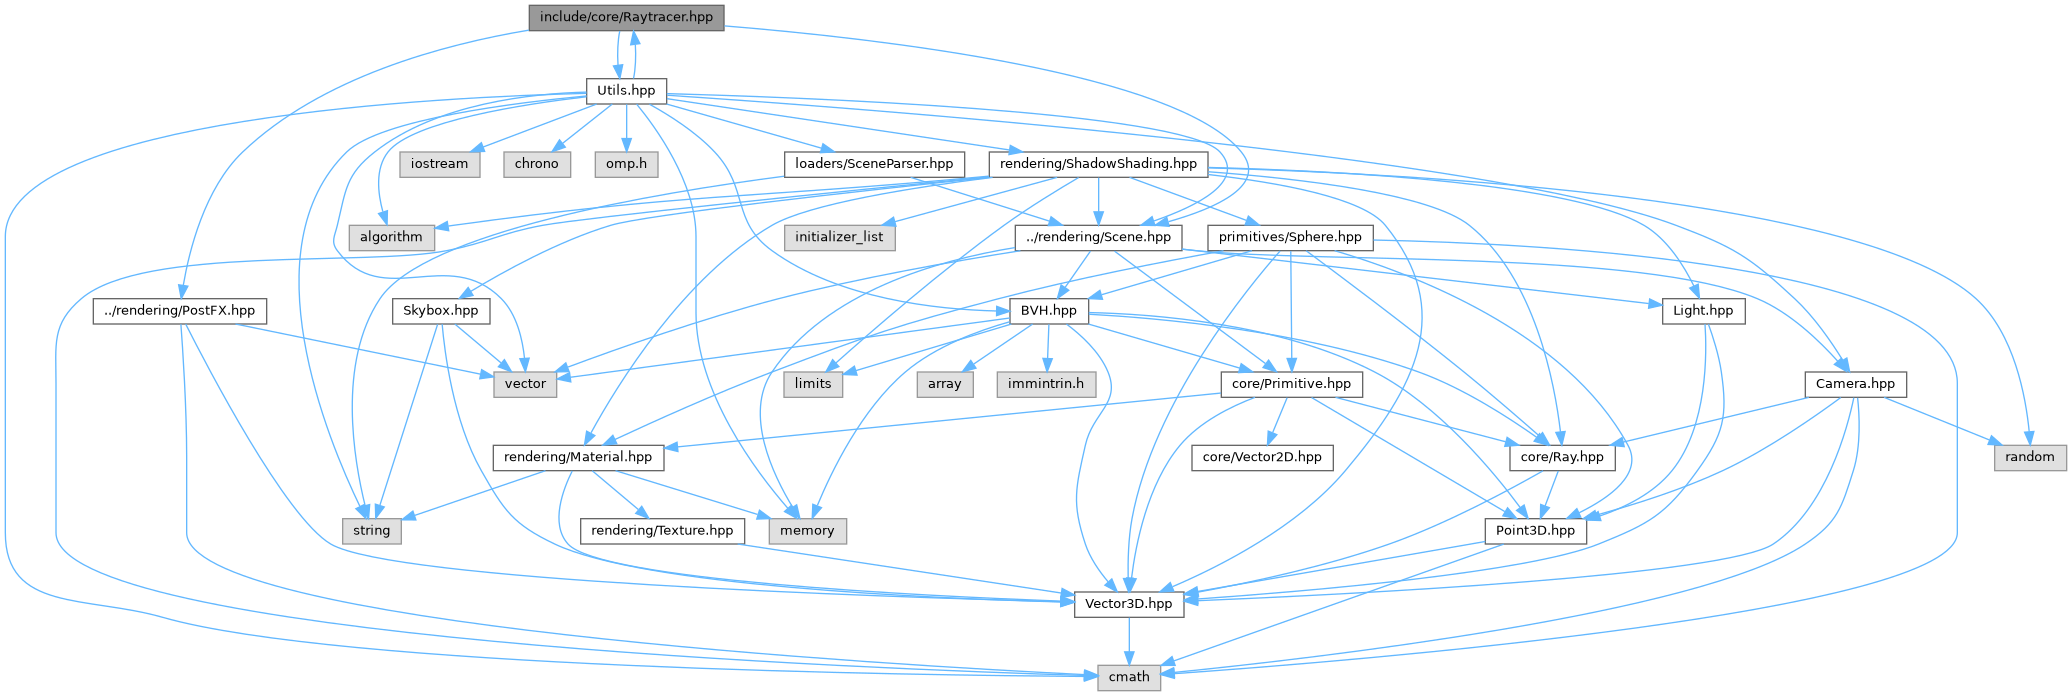 include/core/Raytracer.hpp
Utils.hpp
iostream
chrono
omp.h
loaders/SceneParser.hpp
rendering/ShadowShading.hpp
algorithm
initializer_list
../rendering/Scene.hpp
primitives/Sphere.hpp
../rendering/PostFX.hpp
Skybox.hpp
BVH.hpp
Light.hpp
vector
limits
array
immintrin.h
core/Primitive.hpp
Camera.hpp
rendering/Material.hpp
core/Vector2D.hpp
core/Ray.hpp
random
string
rendering/Texture.hpp
memory
Point3D.hpp
Vector3D.hpp
cmath